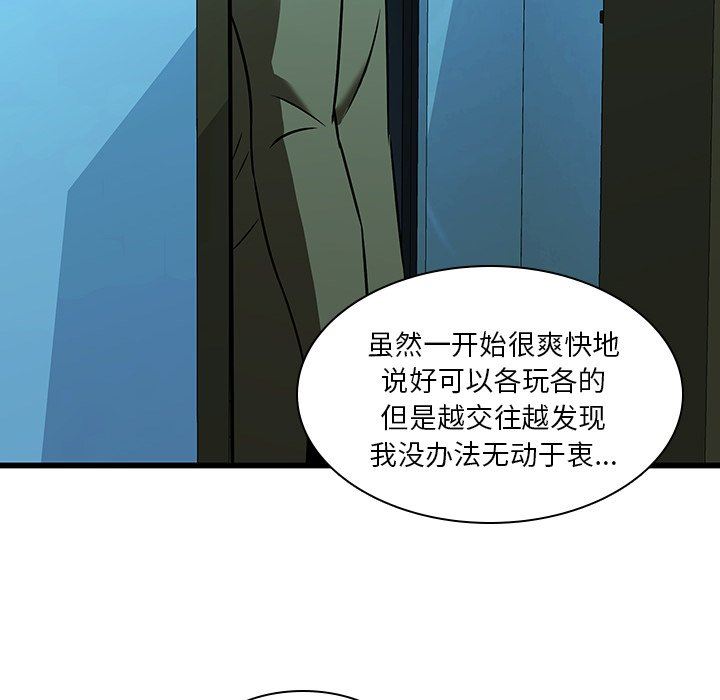 虽然一开始很爽快地
说好可以各玩各的
但是越交往越发现
我没办法无动于衷…